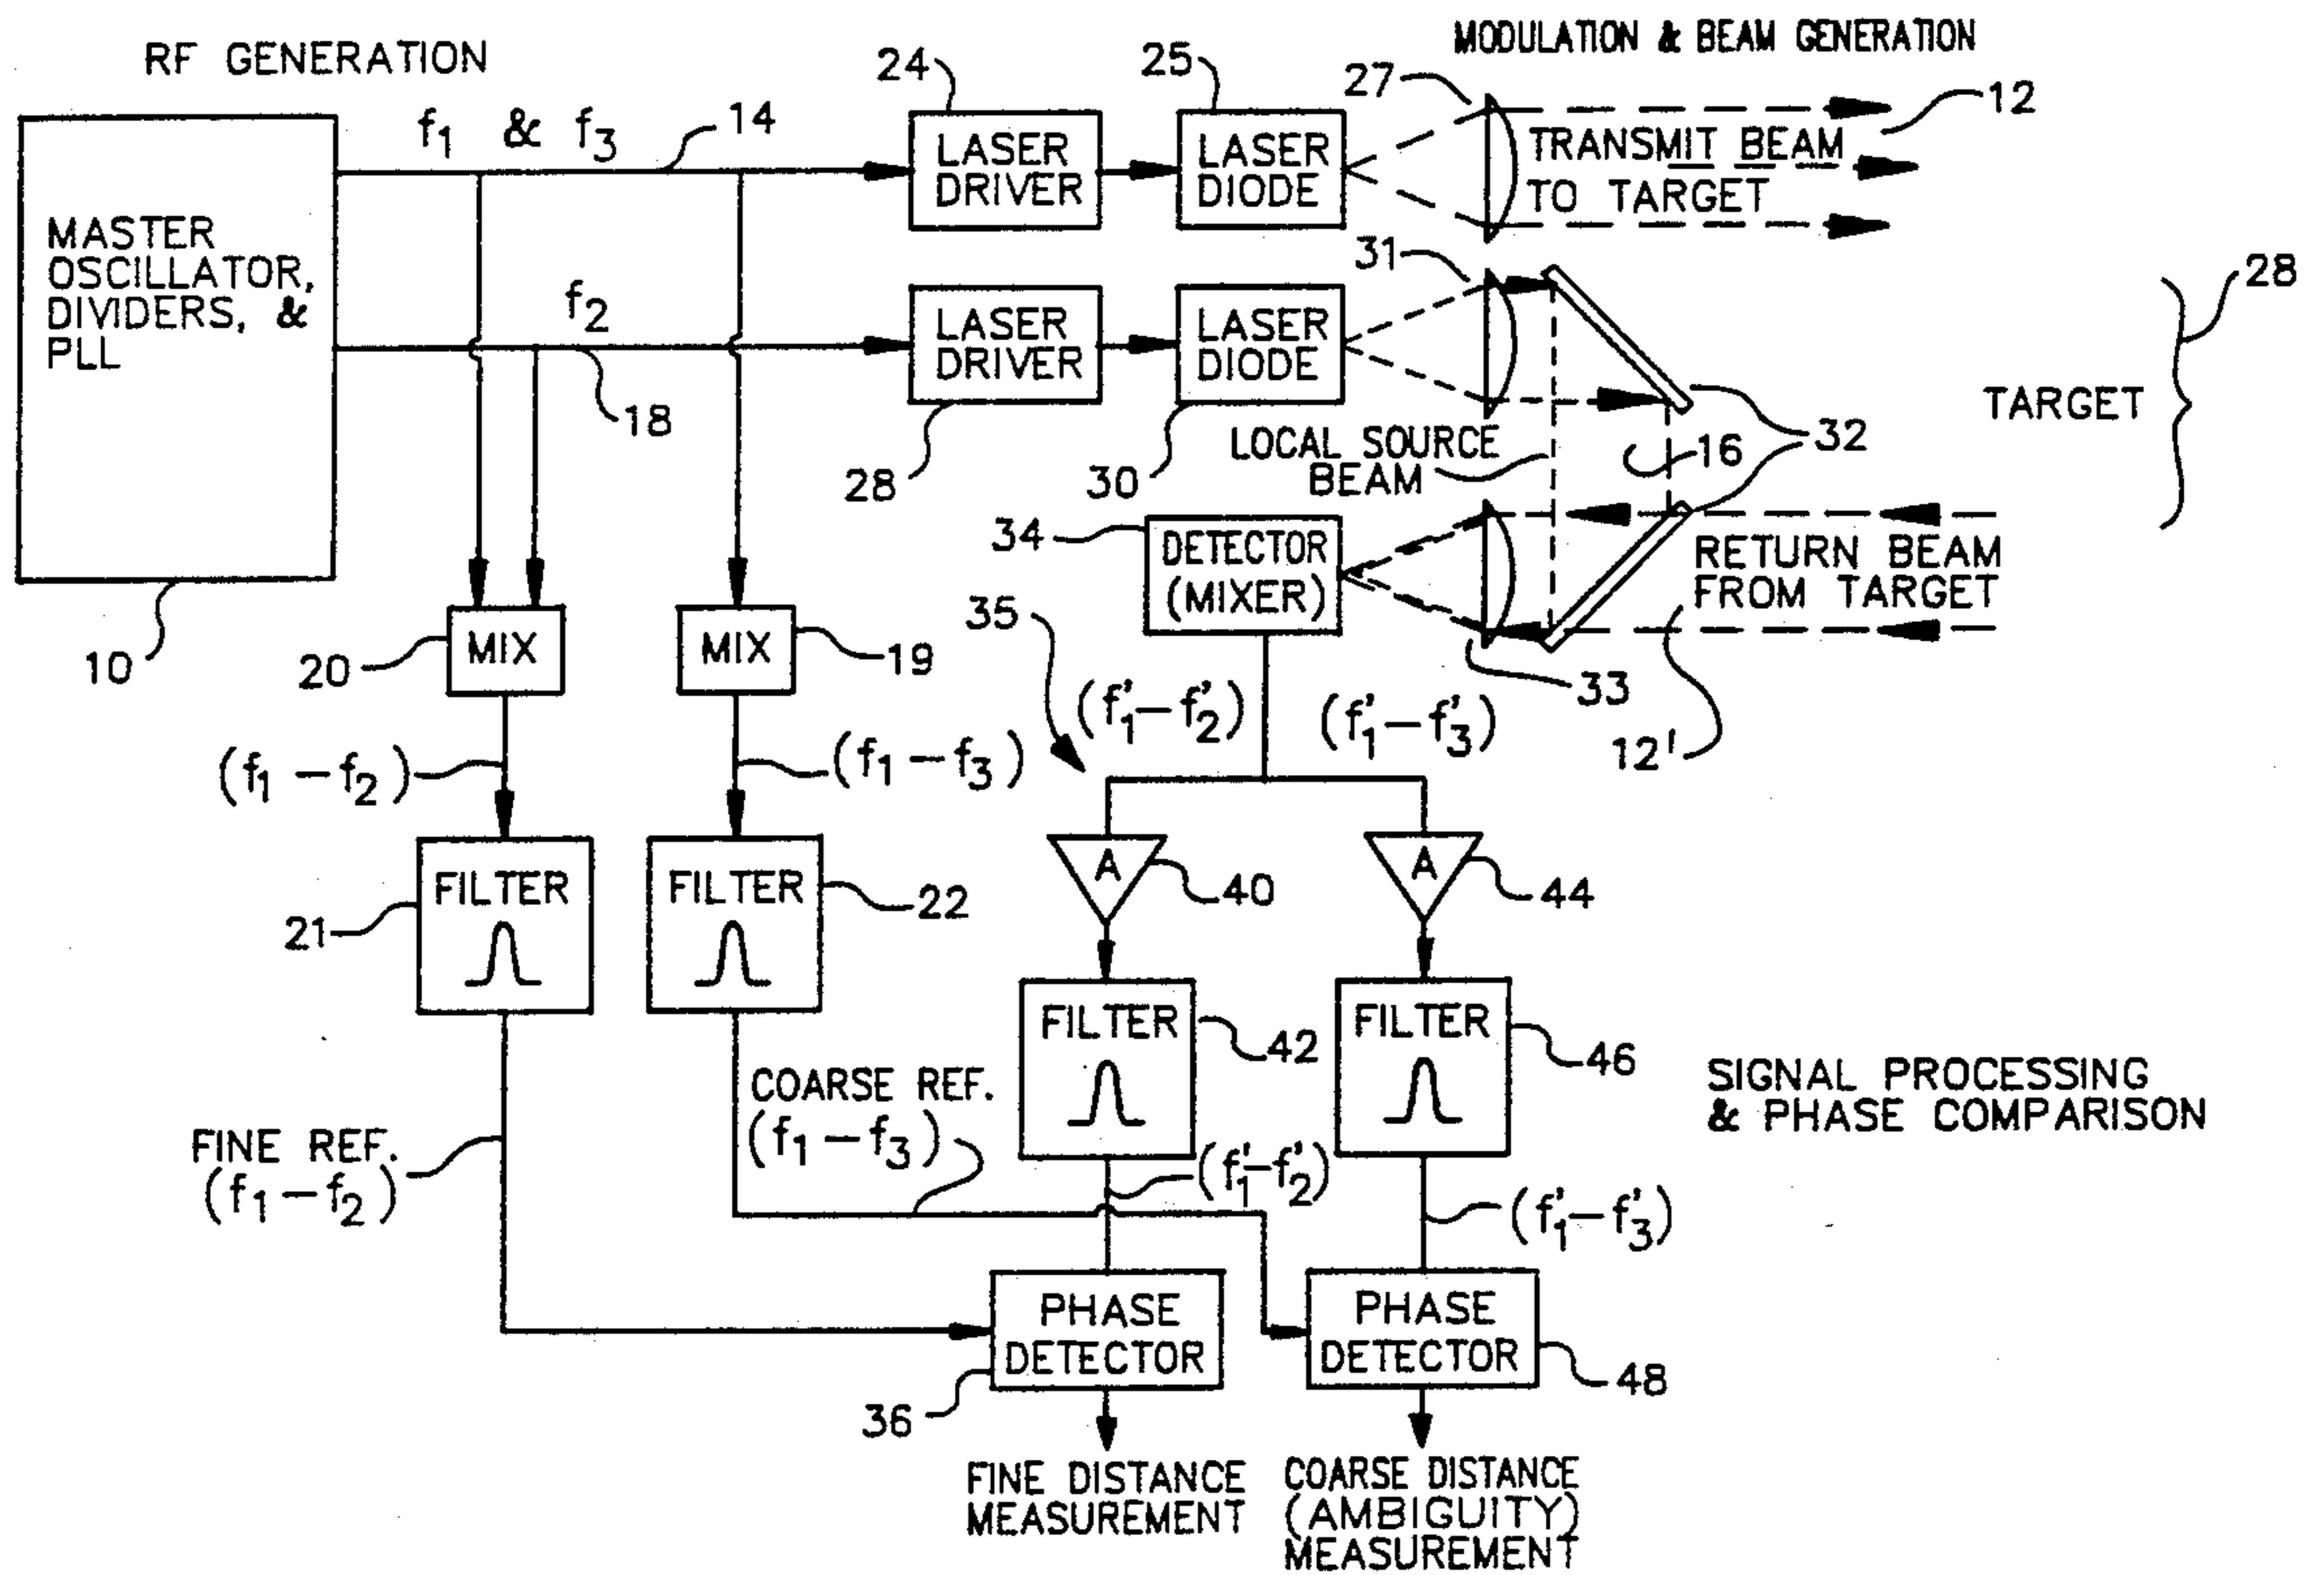 MODULATION & BEAM GENERATION
RF GENERATION
24
25
27
12
f1 & f3
14
LASER
DRIVER
LASER
DIODE
TRANSMIT BEAM
TO TARGET
MASTER
OSCILLATOR,
DIVIDERS, &
PLL
f2
18
LASER
DRIVER
LASER
DIODE
31
28
TARGET
28
30
LOCAL SOURCE
BEAM
16
32
34
DETECTOR
(MIXER)
RETURN BEAM
FROM TARGET
10
20
MIX
MIX
19
35
33
12'
(f'1-f'2)
(f'1-f'3)
(f1-f2)
(f1-f3)
21
FILTER
FILTER
22
A
40
A
44
FILTER
42
FILTER
46
COARSE REF.
(f1-f3)
SIGNAL PROCESSING
& PHASE COMPARISON
FINE REF.
(f1-f2)
(f'1-f'2)
(f'1-f'3)
PHASE
DETECTOR
PHASE
DETECTOR
36
48
FINE DISTANCE
MEASUREMENT
COARSE DISTANCE
(AMBIGUITY)
MEASUREMENT